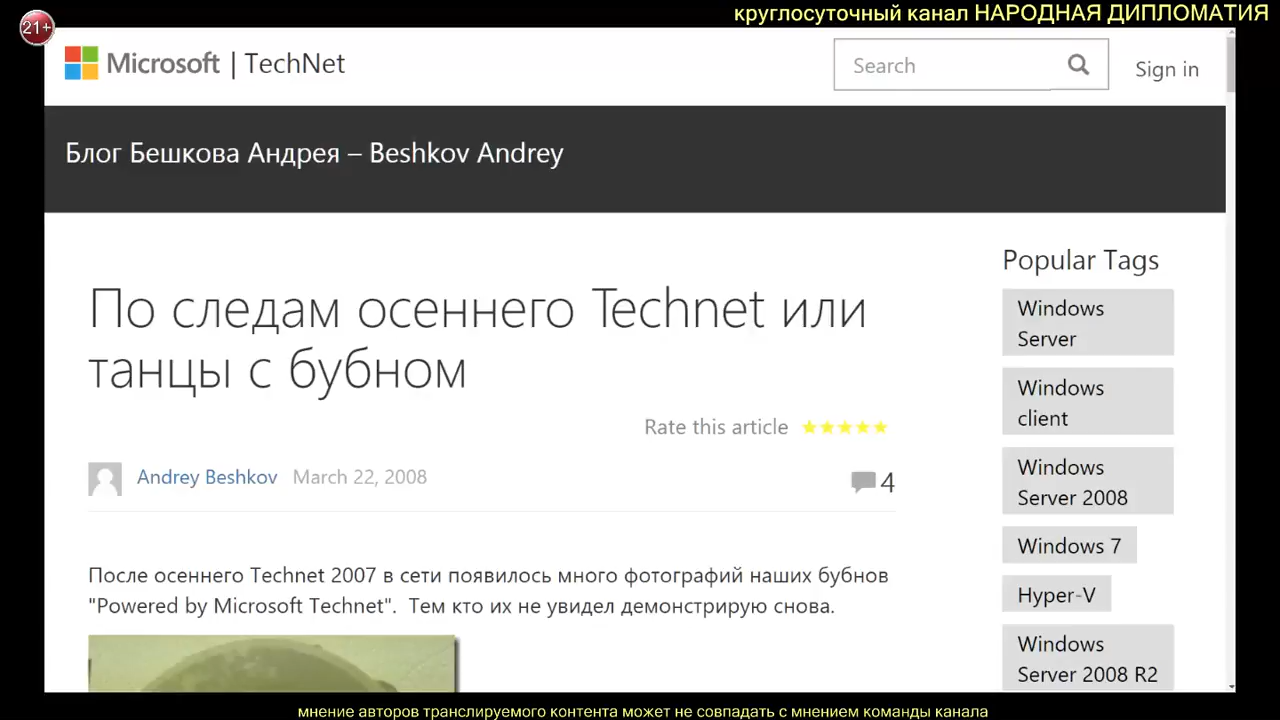 21+
круглосуточный канал НАРОДНАЯ ДИПЛОМАТИЯ
Microsoft | TechNet
Search
Sign in
Блог Бешкова Андрея – Beshkov Andrey
По следам осеннего Technet или
танцы с бубном
Rate this article
Andrey Beshkov March 22, 2008
4
После осеннего Technet 2007 в сети появилось много фотографий наших бубнов
"Powered by Microsoft Technet". Тем кто их не увидел демонстрирую снова.
Popular Tags
Windows
Server
Windows
client
Windows
Server 2008
Windows 7
Hyper-V
Windows
Server 2008 R2
мнение авторов транслируемого контента может не совпадать с мнением команды канала